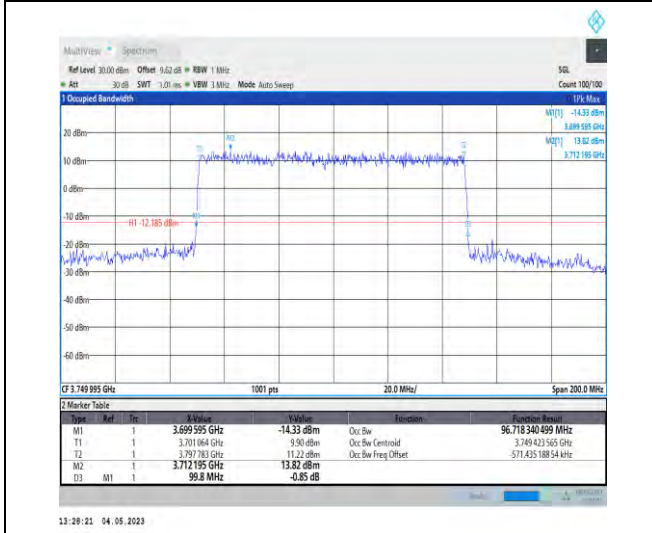 MultiView Spectrum
Ref Level 30.00 dBm Offset 9.62 dB RBW 1 MHz SGL
Att 30 dB SWT 1.01 ms VBW 3 MHz Mode Auto Sweep Count 100/100
1 Occupied Bandwidth 1Pk Max
M1[1] -14.33 dBm
3.699 595 GHz
M2[1] 13.82 dBm
3.712 195 GHz
20 dBm
M2
T1
10 dBm
0 dBm
-10 dBm
H1 -12.185 dBm
-20 dBm
-30 dBm
-40 dBm
-50 dBm
-60 dBm
CF 3.749 995 GHz 1001 pts 20.0 MHz/ Span 200.0 MHz
2 Marker Table
Type Ref Trc X-Value Y-Value Function Function Result
M1 1 3.699 595 GHz -14.33 dBm Occ Bw 96.718 340 499 MHz
T1 1 3.701 064 GHz 9.90 dBm Occ Bw Centroid 3.749 423 565 GHz
T2 1 3.797 783 GHz 11.22 dBm Occ Bw Freq Offset -571.435 188 54 kHz
M2 1 3.712 195 GHz 13.82 dBm
D3 M1 1 99.8 MHz -0.85 dB
13:28:21 04.05.2023